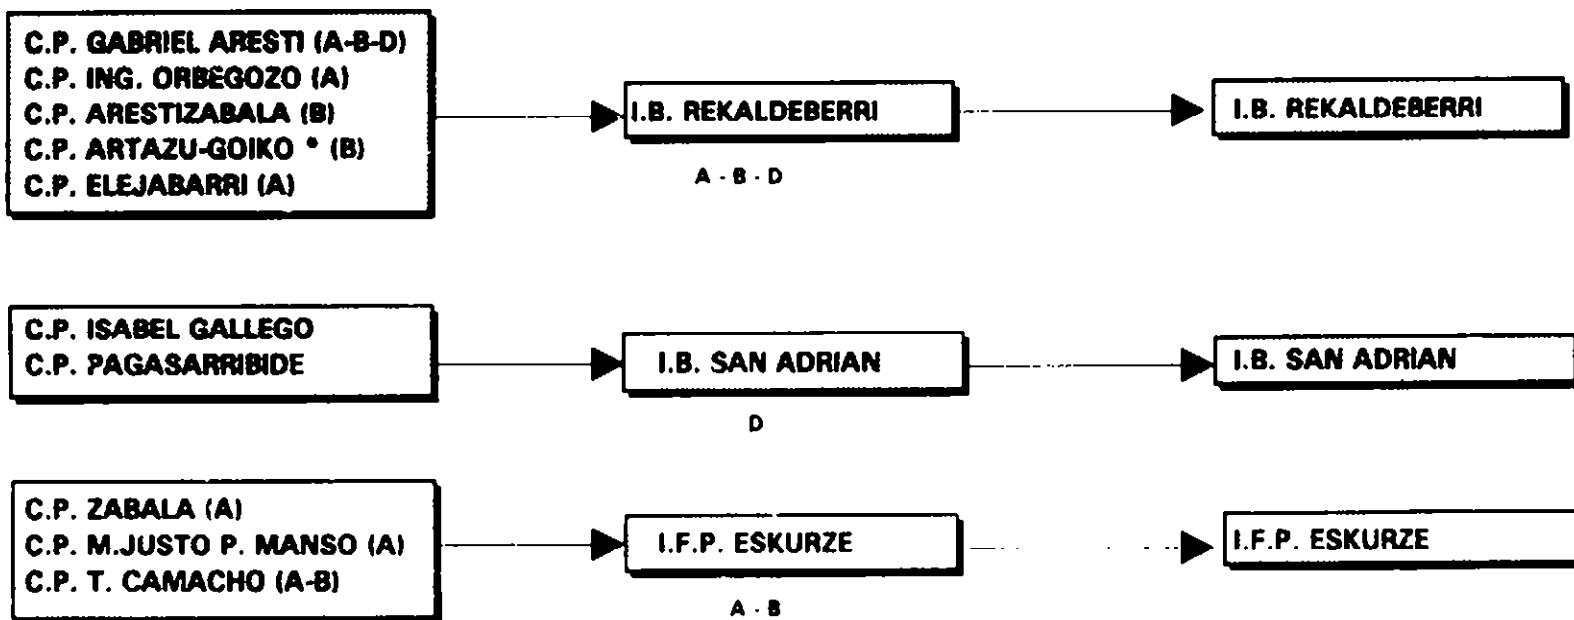 C.P. GABRIEL ARESTI (A-B-D)
C.P. ING. ORBEGOZO (A)
C.P. ARESTIZABALA (B)
C.P. ARTAZU-GOIKO * (B)
C.P. ELEJABARRI (A)
I.B. REKALDEBERRI
A - B - D
I.B. REKALDEBERRI
C.P. ISABEL GALLEGO
C.P. PAGASARRIBIDE
I.B. SAN ADRIAN
D
I.B. SAN ADRIAN
C.P. ZABALA (A)
C.P. M.JUSTO P. MANSO (A)
C.P. T. CAMACHO (A-B)
I.F.P. ESKURZE
A - B
I.F.P. ESKURZE